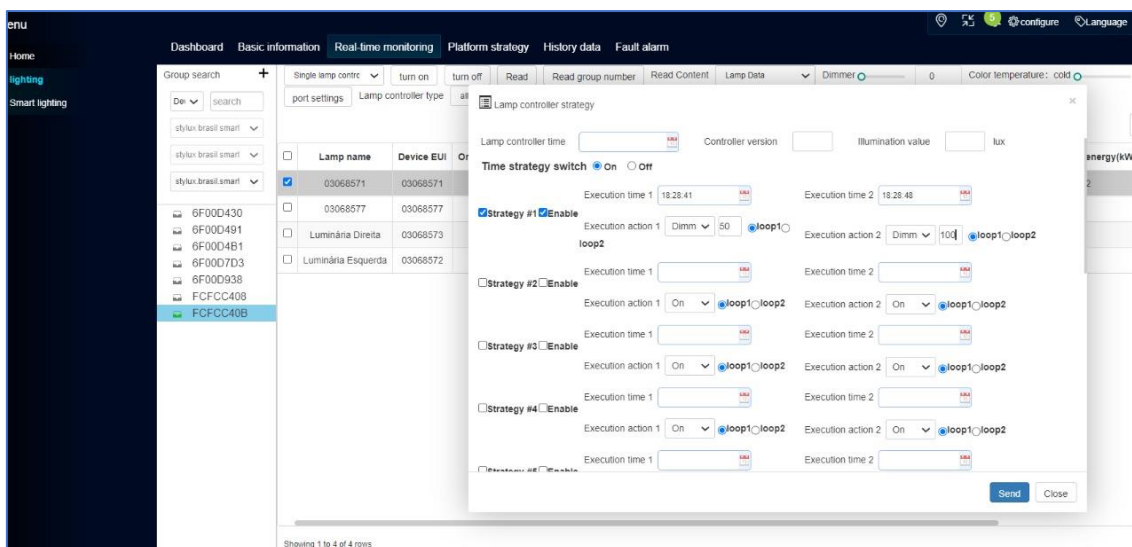 enu
5 configure Language
Home
lighting
Smart lighting
Dashboard Basic information Real-time monitoring Platform strategy History data Fault alarm
Group search +
search
stylux brasil smart
stylux brasil smart
stylux.brasil.smart
6F00D430
6F00D491
6F00D4B1
6F00D7D3
6F00D938
FCFCC408
FCFCC40B
Single lamp contrc turn on turn off Read Read group number Read Content Lamp Data Dimmer 0 Color temperature: cold
port settings Lamp controller type
Lamp name Device EUI energy(kW
03068571 03068571 2
03068577 03068577
Luminária Direita 03068573
Luminária Esquerda 03068572
Lamp controller strategy ×
Lamp controller time Controller version Illumination value lux
Time strategy switch On Off
Execution time 1 18:28:41 Execution time 2 18:28:48
Strategy #1 Enable
Execution action 1 Dimm 50 loop1 Execution action 2 Dimm 100 loop1 loop2
loop2
Execution time 1 Execution time 2
Strategy #2 Enable
Execution action 1 On loop1 loop2 Execution action 2 On loop1 loop2
Execution time 1 Execution time 2
Strategy #3 Enable
Execution action 1 On loop1 loop2 Execution action 2 On loop1 loop2
Execution time 1 Execution time 2
Strategy #4 Enable
Execution action 1 On loop1 loop2 Execution action 2 On loop1 loop2
Execution time 1 Execution time 2
Strategy #5 Enable
Send Close
Showing 1 to 4 of 4 rows